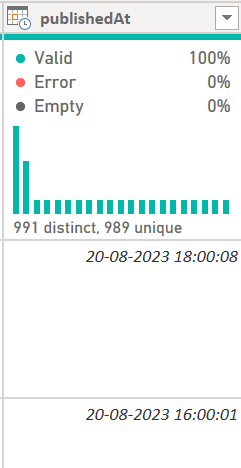 publishedAt
Valid 100%
Error 0%
Empty 0%
991 distinct, 989 unique
20-08-2023 18:00:08
20-08-2023 16:00:01